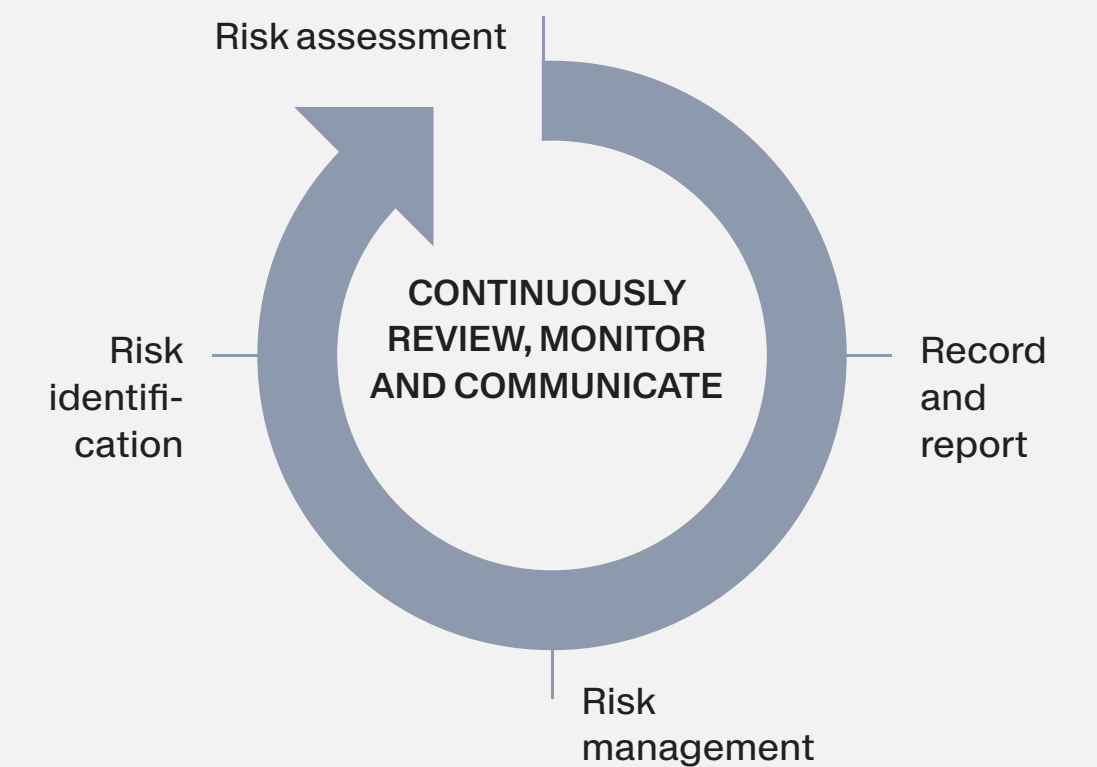 Risk assessment
CONTINUOUSLY
REVIEW, MONITOR
AND COMMUNICATE
Risk
identifi-
cation
Record
and
report
Risk
management